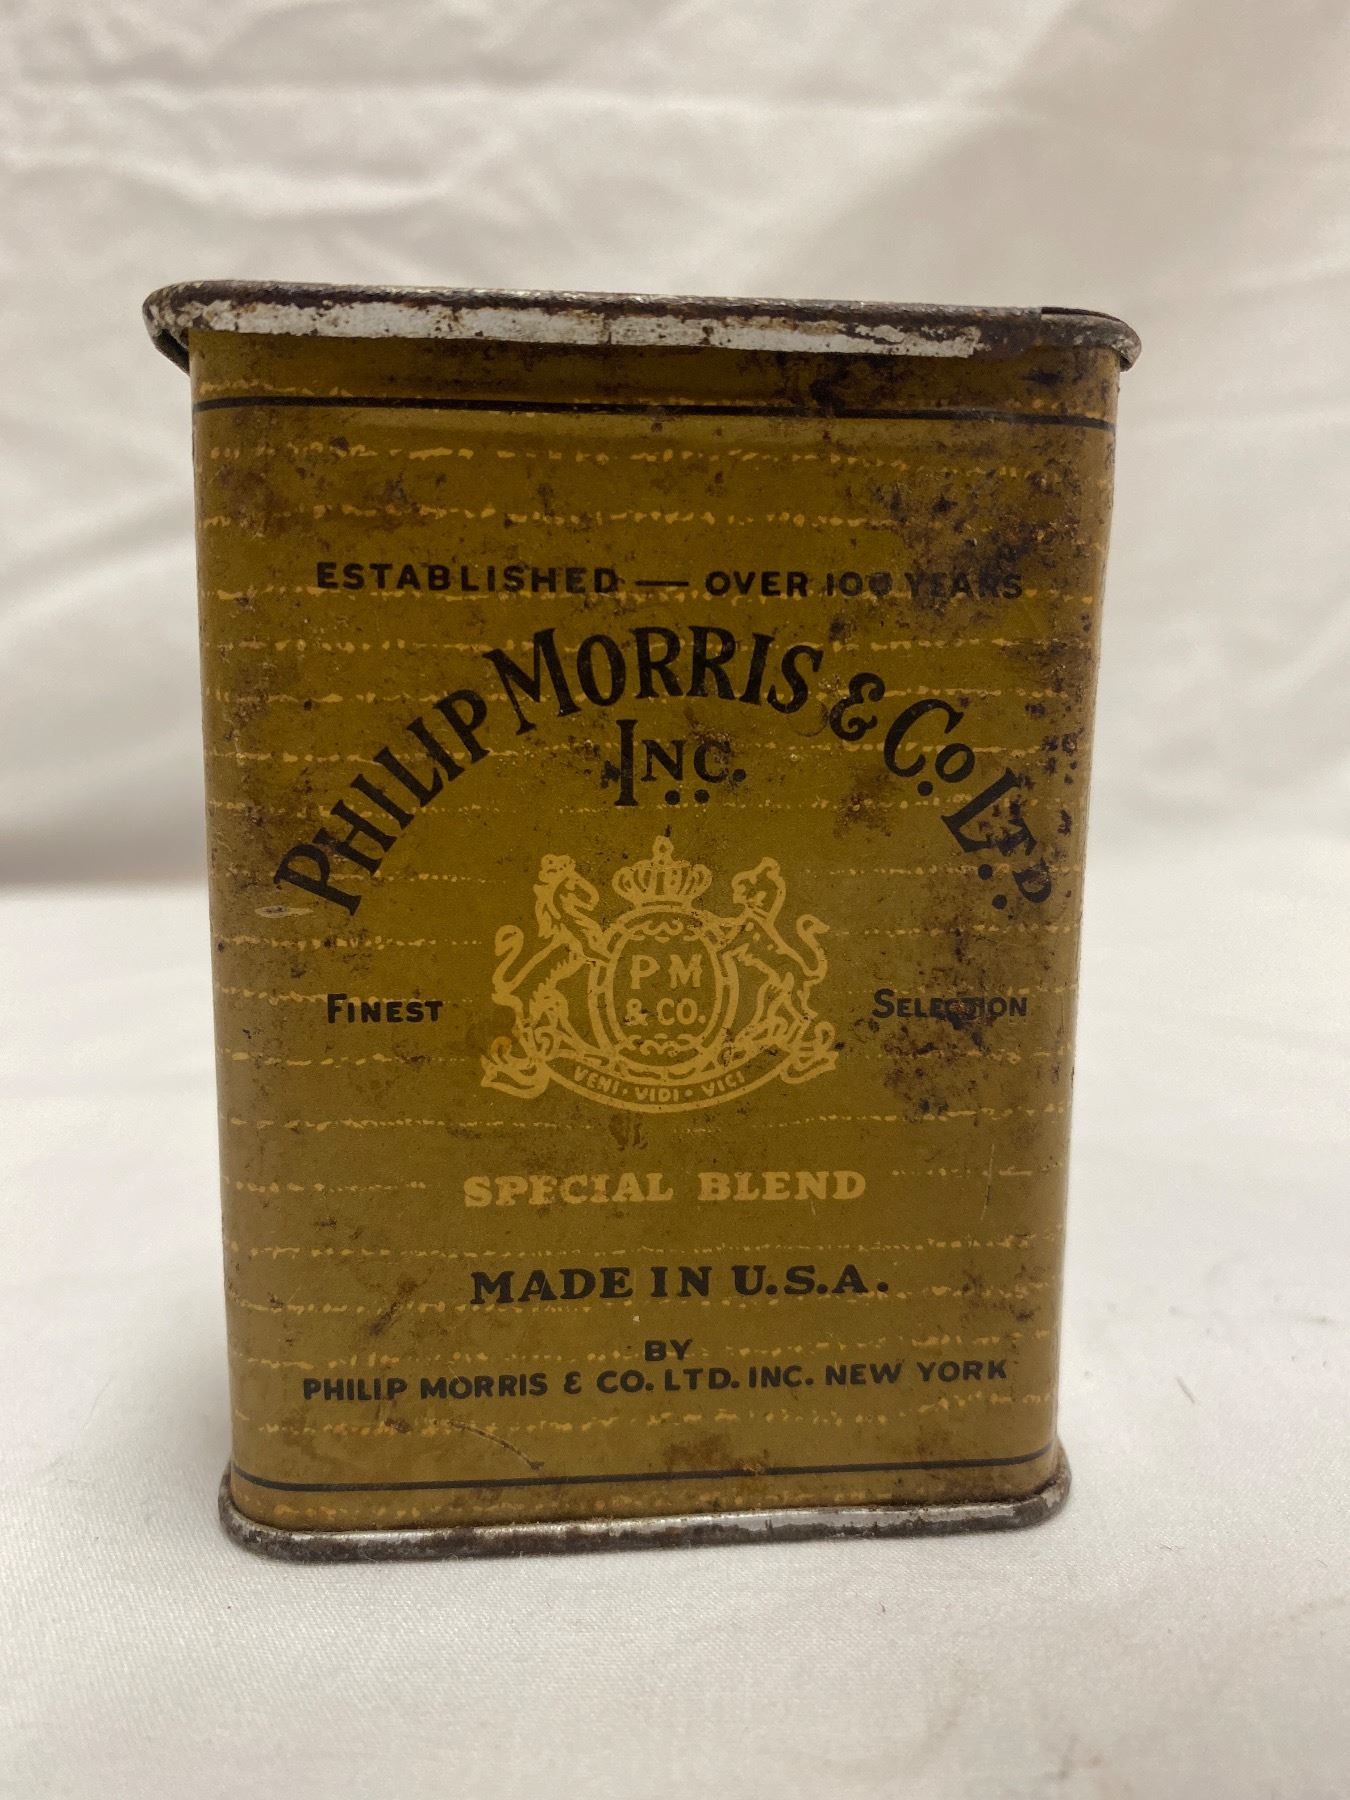 ESTABLISHED — OVER 100 YEARS
PHILIP MORRIS & CO. LTD.
INC.
PM
& CO.
FINEST
SELECTION
VENI · VIDI · VICI
SPECIAL BLEND
MADE IN U.S.A.
BY
PHILIP MORRIS & CO. LTD. INC. NEW YORK